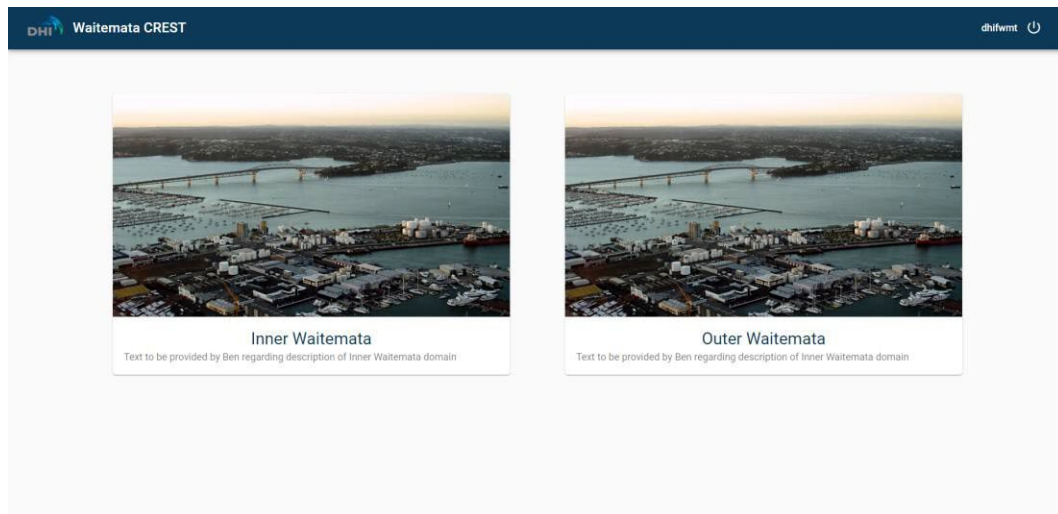 DHI Waitemata CREST dhifwmt
Inner Waitemata
Text to be provided by Ben regarding description of Inner Waitemata domain
Outer Waitemata
Text to be provided by Ben regarding description of Inner Waitemata domain